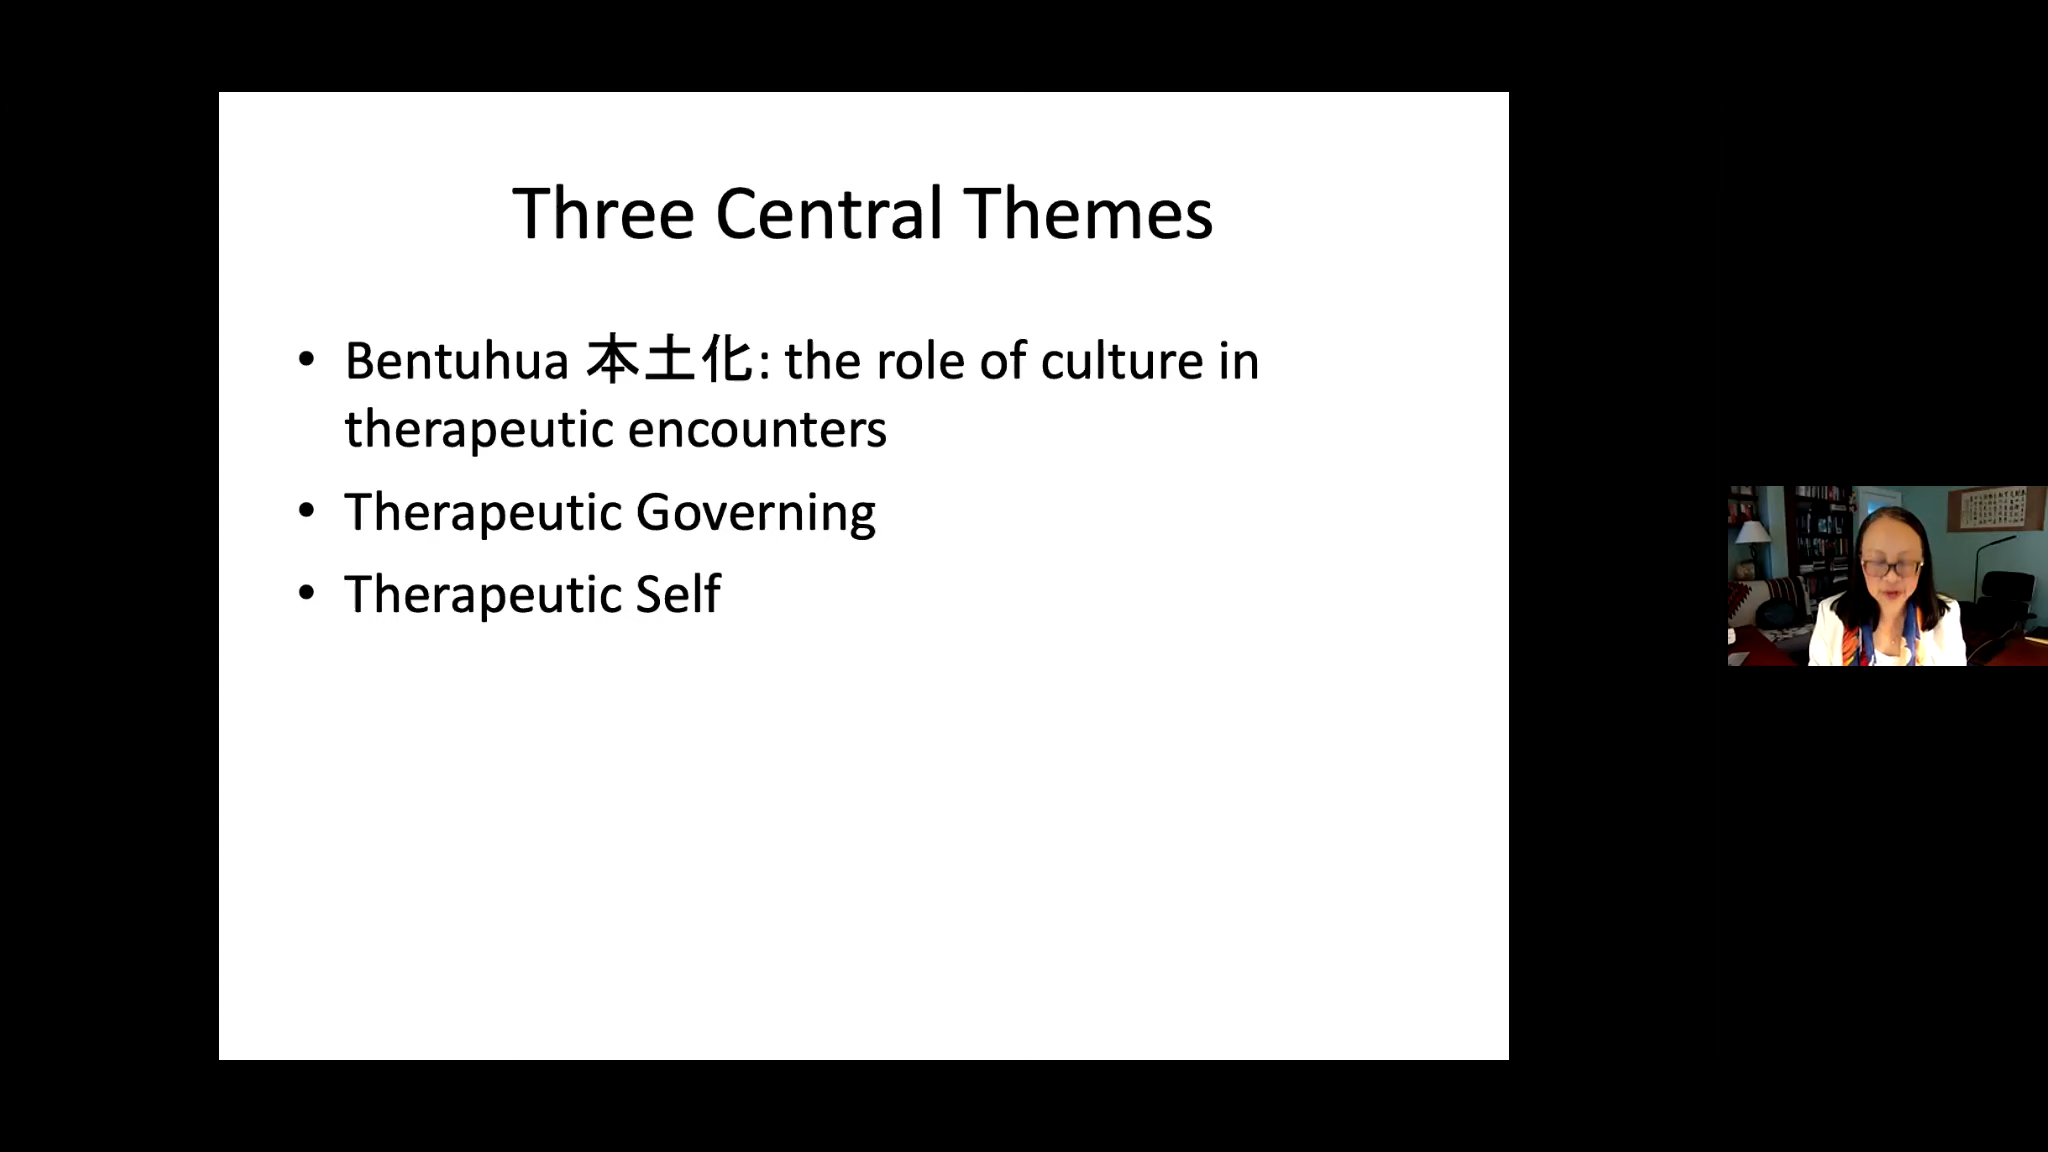 Three Central Themes
• Bentuhua 本土化: the role of culture in
therapeutic encounters
• Therapeutic Governing
• Therapeutic Self